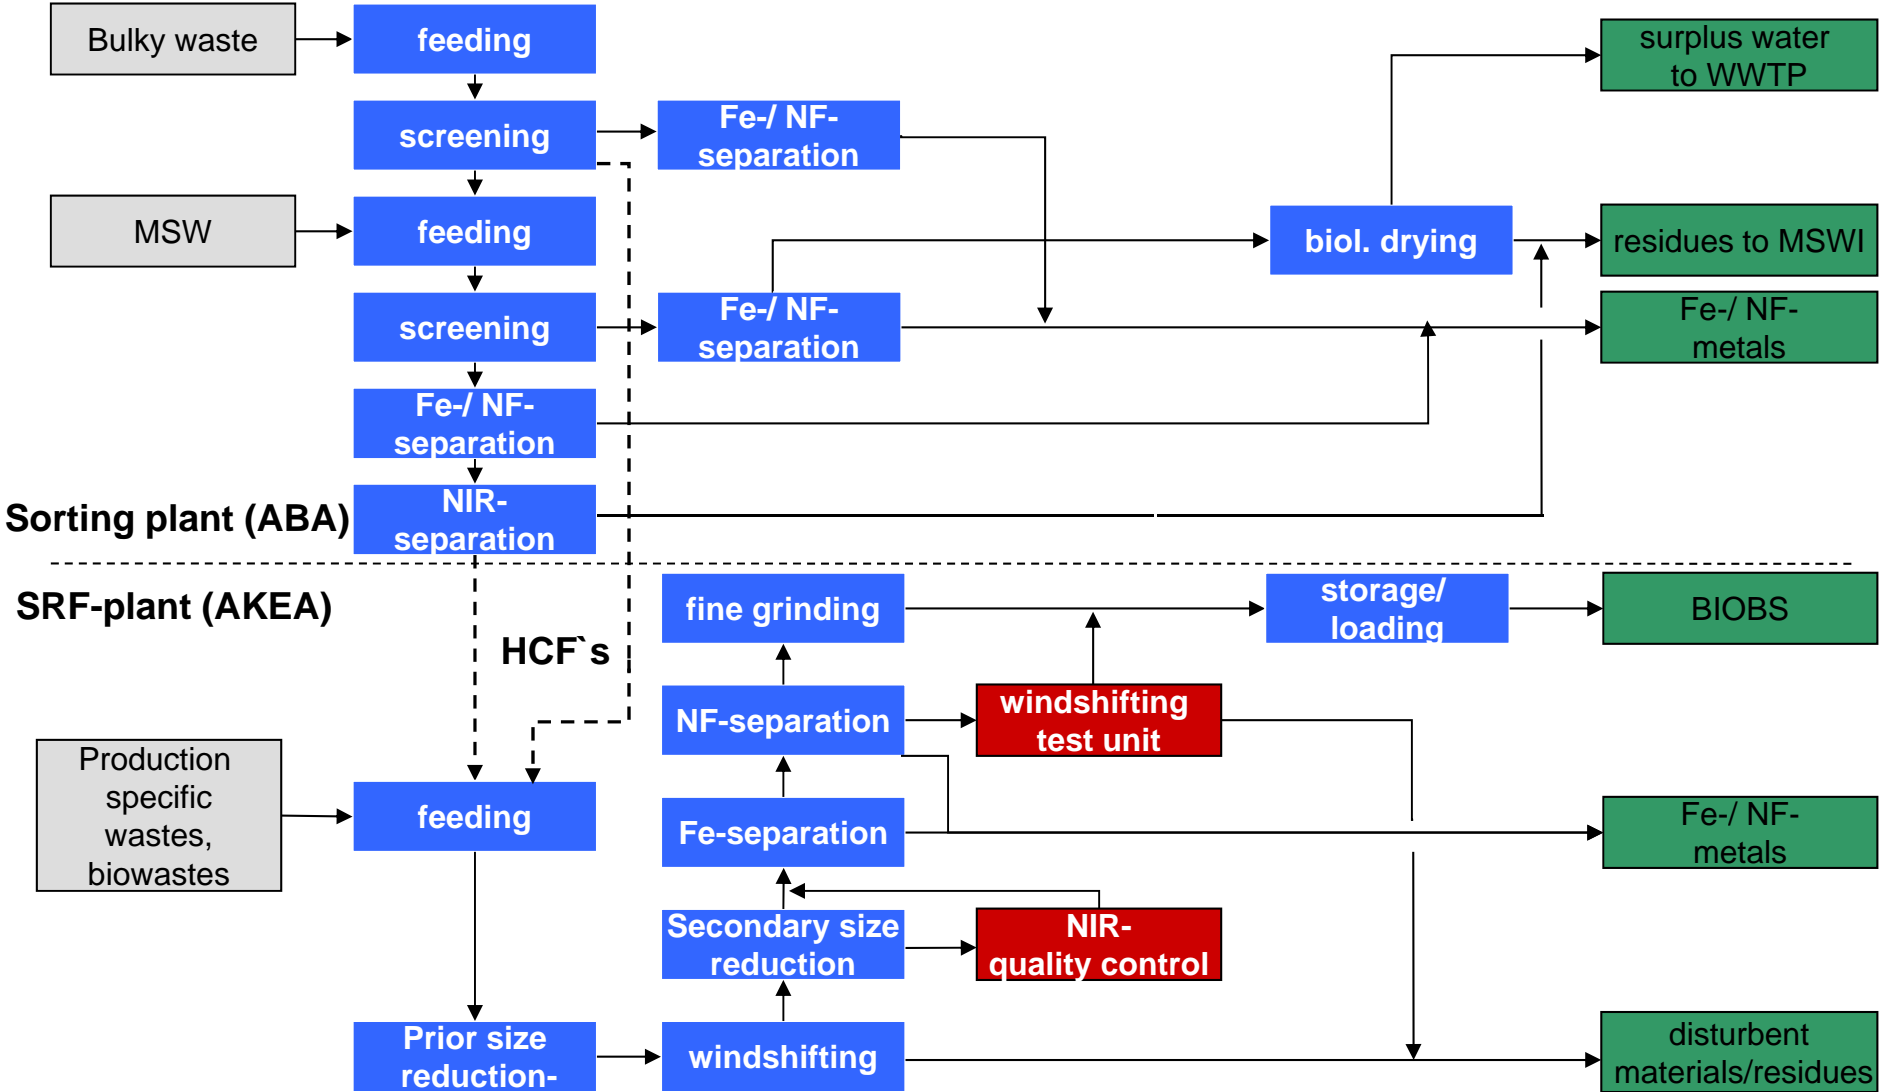 Bulky waste
feeding
surplus water
to WWTP
screening
Fe-/ NF-
separation
MSW
feeding
biol. drying
residues to MSWI
screening
Fe-/ NF-
separation
Fe-/ NF-
metals
Fe-/ NF-
separation
Sorting plant (ABA)
NIR-
separation
SRF-plant (AKEA)
fine grinding
storage/
loading
BIOBS
HCF`s
NF-separation
windshifting
test unit
Production
specific
wastes,
biowastes
feeding
Fe-separation
Fe-/ NF-
metals
Secondary size
reduction
NIR-
quality control
Prior size
reduction-
windshifting
disturbent
materials/residues